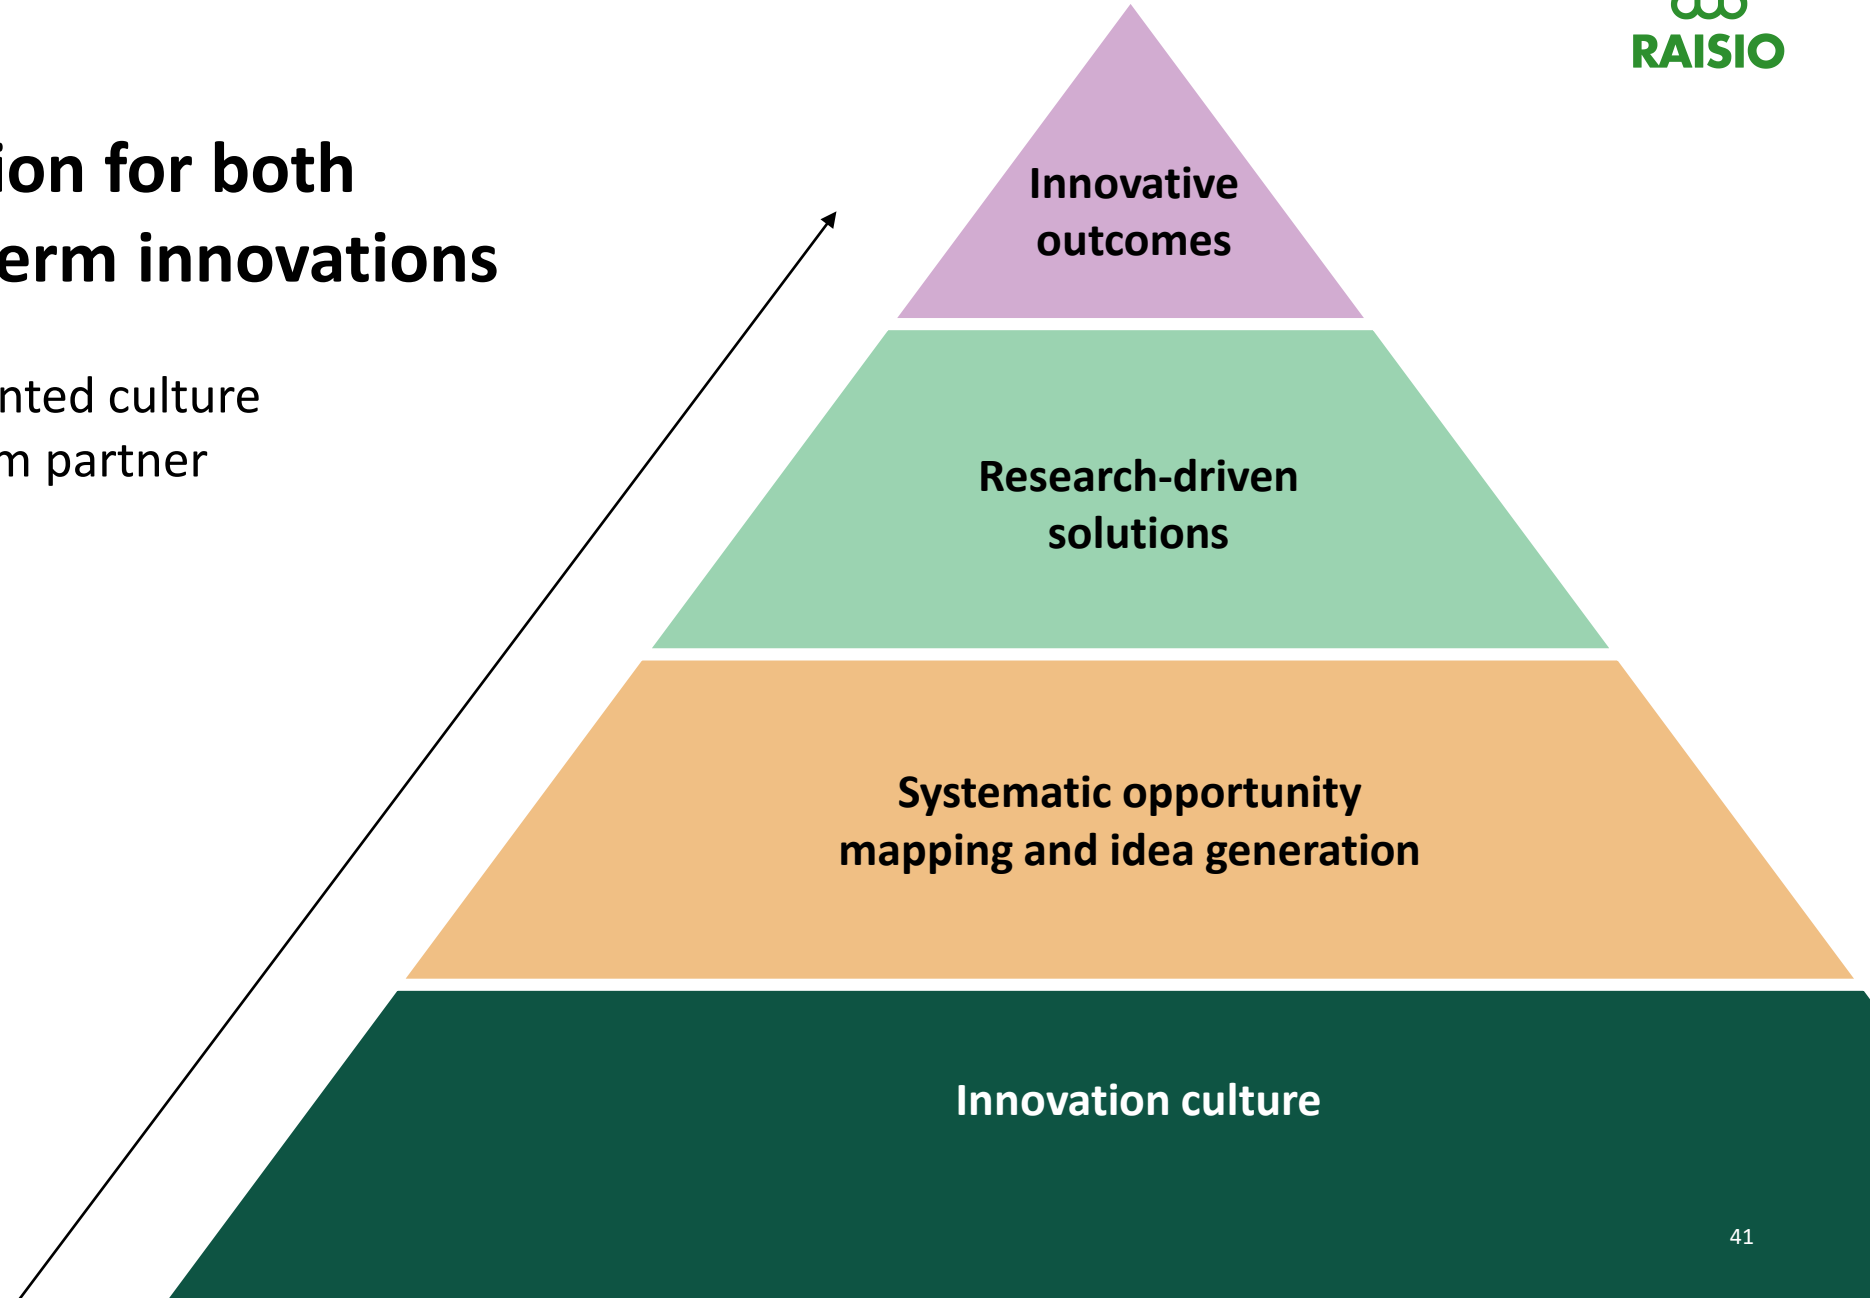 RAISIO
ion for both
erm innovations
nted culture
m partner
Innovative
outcomes
Research-driven
solutions
Systematic opportunity
mapping and idea generation
Innovation culture
41